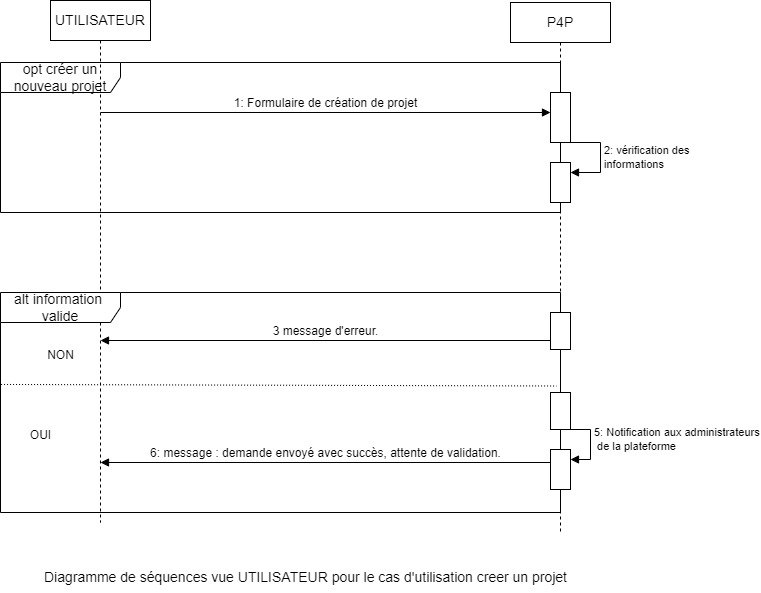 UTILISATEUR
P4P
opt créer un
nouveau projet
1: Formulaire de création de projet
2: vérification des
informations
alt information
valide
3 message d'erreur.
NON
OUI
5: Notification aux administrateurs
de la plateforme
6: message : demande envoyé avec succès, attente de validation.
Diagramme de séquences vue UTILISATEUR pour le cas d'utilisation creer un projet